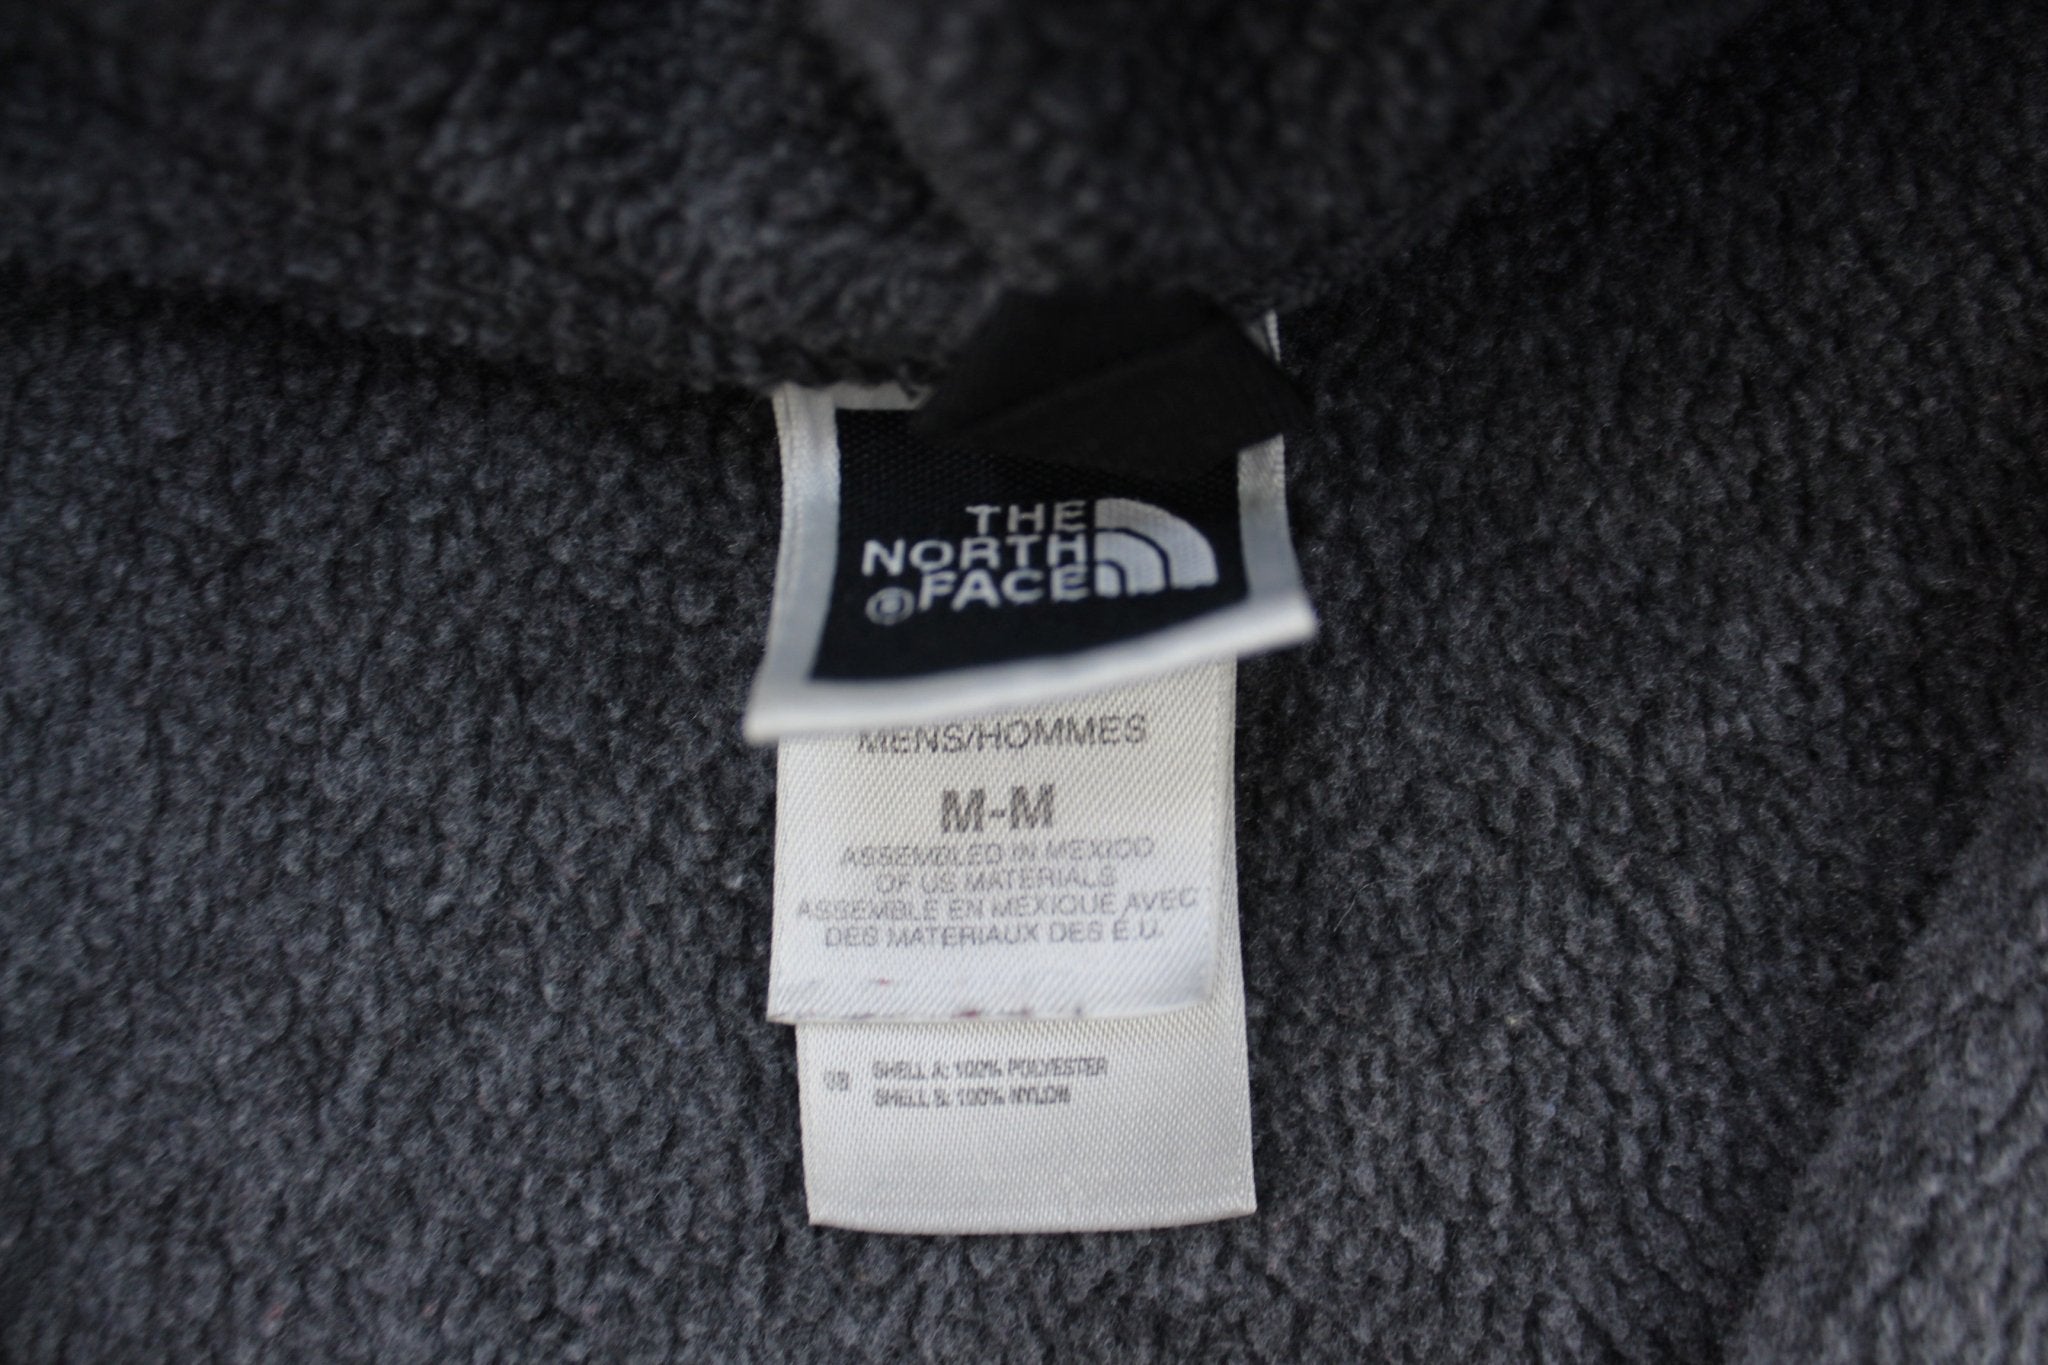 THE
NORTH
®FACE
MENS/HOMMES
M-M
ASSEMBLED IN MEXICO
OF US MATERIALS
ASSEMBLE EN MEXIQUE AVEC
DES MATERIAUX DES E.U.
SHELL A: 100% POLYESTER
SHELL B: 100% NYLON